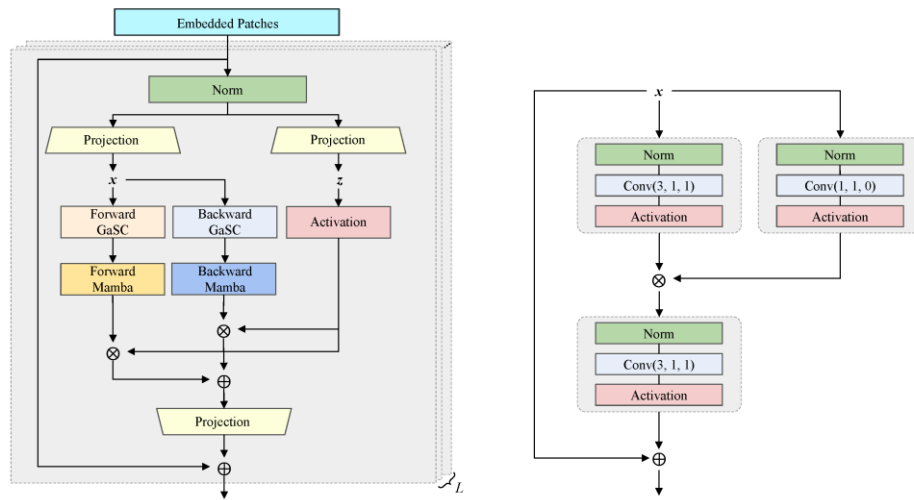 Embedded Patches
Norm
Projection
Projection
x
z
Forward
GaSC
Backward
GaSC
Activation
Forward
Mamba
Backward
Mamba
Projection
L
x
Norm
Conv(3, 1, 1)
Activation
Norm
Conv(1, 1, 0)
Activation
Norm
Conv(3, 1, 1)
Activation